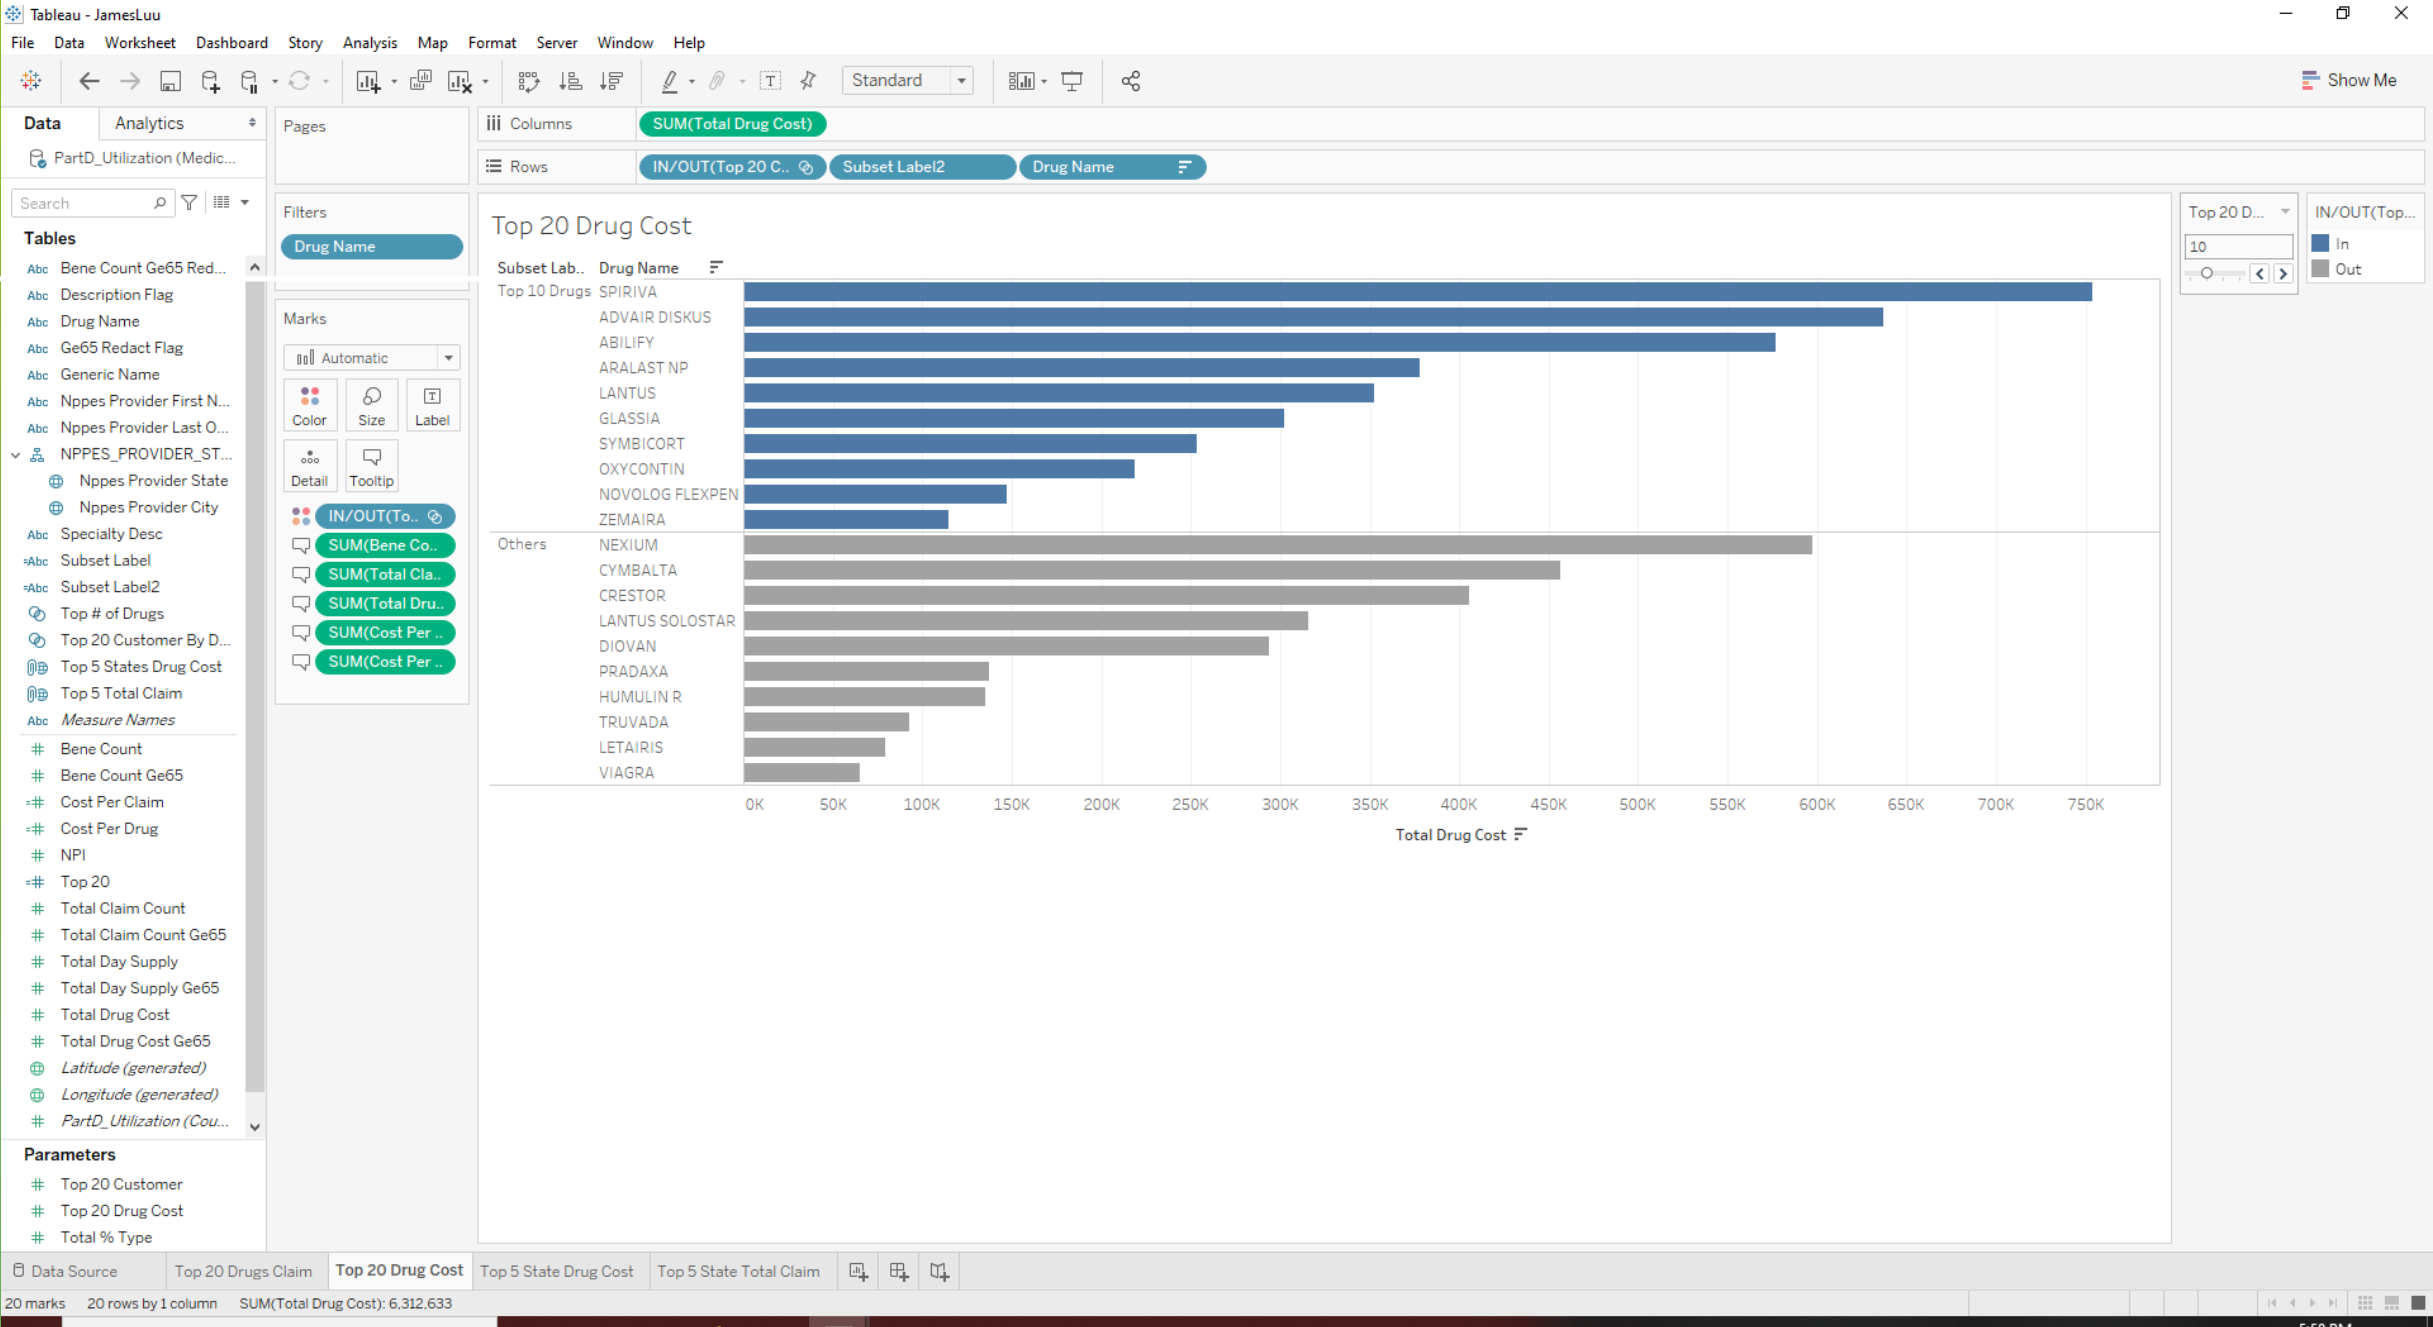 Tableau - JamesLuu
File Data Worksheet Dashboard Story Analysis Map Format Server Window Help
Standard
Show Me
Data Analytics
PartD_Utilization (Medic...
Search
Tables
Abc Bene Count Ge65 Red...
Abc Description Flag
Abc Drug Name
Abc Ge65 Redact Flag
Abc Generic Name
Abc Nppes Provider First N...
Abc Nppes Provider Last O...
NPPES_PROVIDER_ST...
Nppes Provider State
Nppes Provider City
Abc Specialty Desc
=Abc Subset Label
=Abc Subset Label2
Top # of Drugs
Top 20 Customer By D...
Top 5 States Drug Cost
Top 5 Total Claim
Abc Measure Names
# Bene Count
# Bene Count Ge65
=# Cost Per Claim
=# Cost Per Drug
# NPI
=# Top 20
# Total Claim Count
# Total Claim Count Ge65
# Total Day Supply
# Total Day Supply Ge65
# Total Drug Cost
# Total Drug Cost Ge65
Latitude (generated)
Longitude (generated)
# PartD_Utilization (Cou...
Parameters
# Top 20 Customer
# Top 20 Drug Cost
# Total % Type
Pages
Filters
Drug Name
Marks
Automatic
Color Size Label
Detail Tooltip
IN/OUT(To..
SUM(Bene Co..
SUM(Total Cla..
SUM(Total Dru..
SUM(Cost Per ..
SUM(Cost Per ..
Columns SUM(Total Drug Cost)
Rows IN/OUT(Top 20 C.. Subset Label2 Drug Name
Top 20 Drug Cost
Subset Lab.. Drug Name
Top 10 Drugs SPIRIVA
ADVAIR DISKUS
ABILIFY
ARALAST NP
LANTUS
GLASSIA
SYMBICORT
OXYCONTIN
NOVOLOG FLEXPEN
ZEMAIRA
Others NEXIUM
CYMBALTA
CRESTOR
LANTUS SOLOSTAR
DIOVAN
PRADAXA
HUMULIN R
TRUVADA
LETAIRIS
VIAGRA
0K 50K 100K 150K 200K 250K 300K 350K 400K 450K 500K 550K 600K 650K 700K 750K
Total Drug Cost
Top 20 D...
10
IN/OUT(Top...
In
Out
Data Source Top 20 Drugs Claim Top 20 Drug Cost Top 5 State Drug Cost Top 5 State Total Claim
20 marks 20 rows by 1 column SUM(Total Drug Cost): 6,312,633